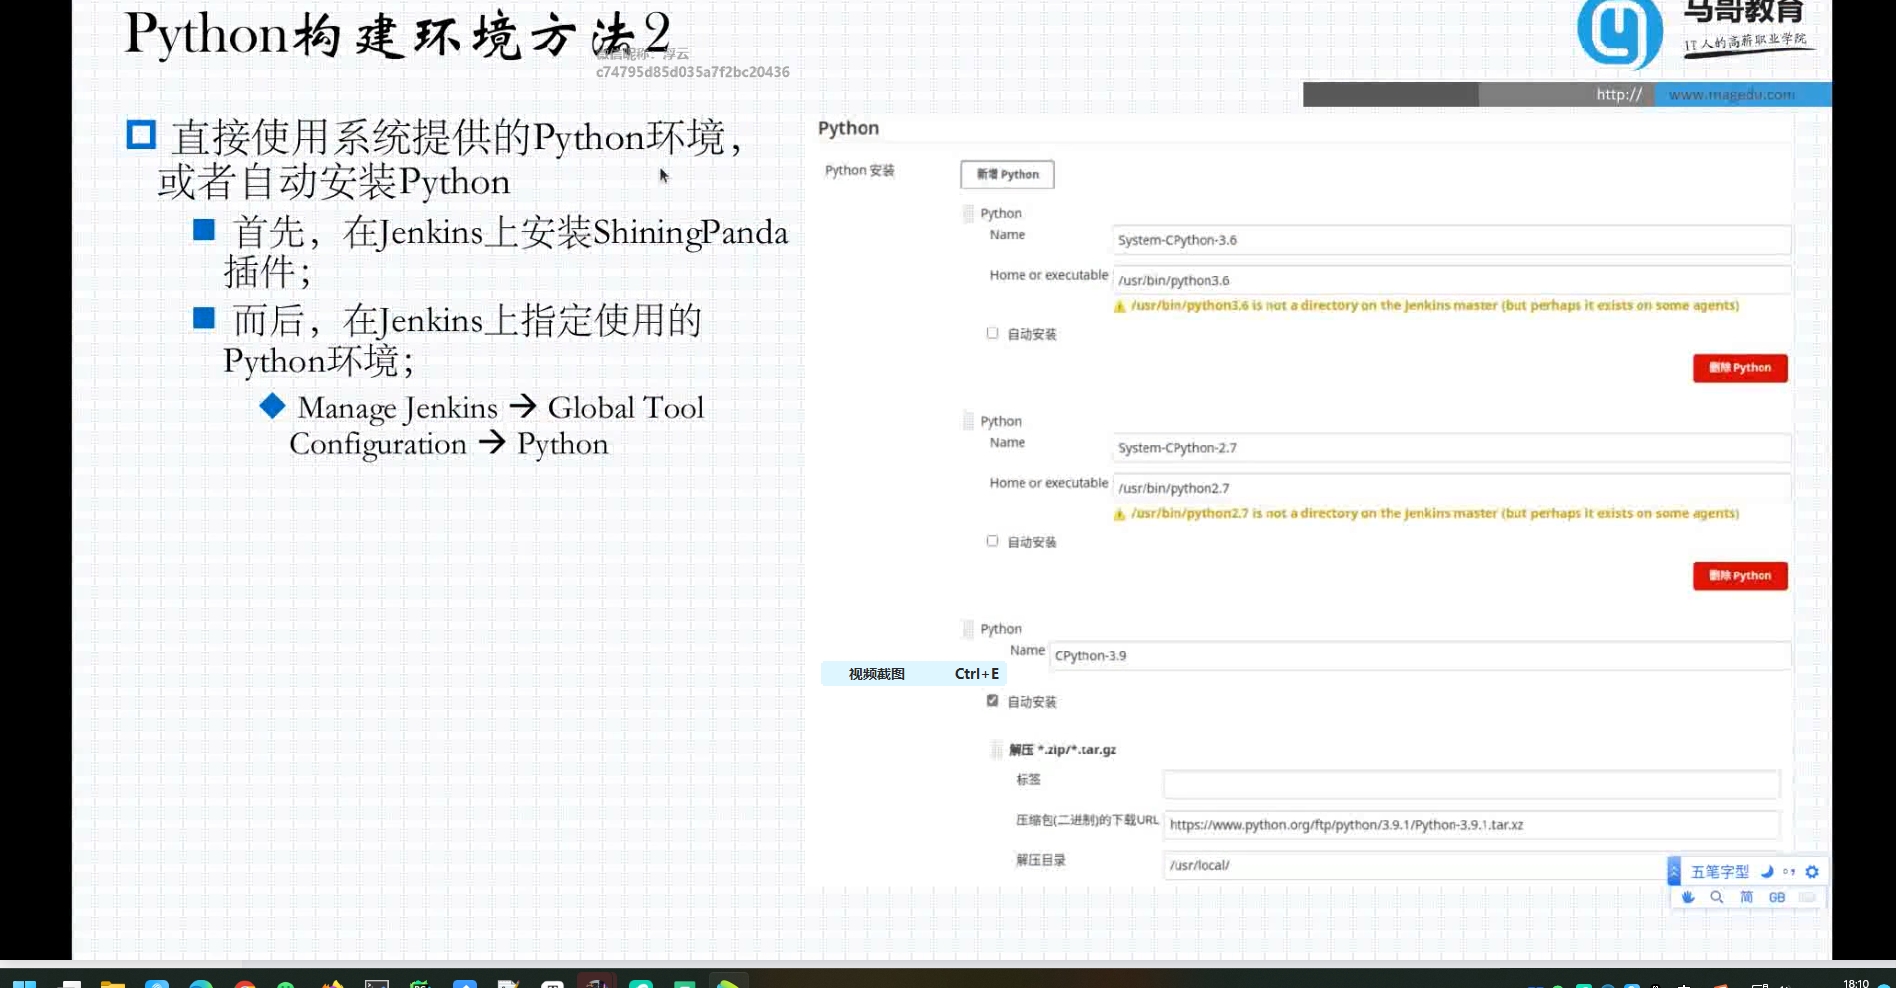 Python构建环境方法2
微信昵称：浮云
c74795d85d035a7f2bc20436
马哥教育
IT人的高薪职业学院
http://
www.magedu.com
直接使用系统提供的Python环境，
或者自动安装Python
首先，在Jenkins上安装ShiningPanda
插件；
而后，在Jenkins上指定使用的
Python环境；
Manage Jenkins → Global Tool
Configuration → Python
Python
Python 安装
新增 Python
Python
Name
System-CPython-3.6
Home or executable
/usr/bin/python3.6
/usr/bin/python3.6 is not a directory on the Jenkins master (but perhaps it exists on some agents)
自动安装
删除 Python
Python
Name
System-CPython-2.7
Home or executable
/usr/bin/python2.7
/usr/bin/python2.7 is not a directory on the Jenkins master (but perhaps it exists on some agents)
自动安装
删除 Python
Python
Name
CPython-3.9
视频截图 Ctrl+E
自动安装
解压 *.zip/*.tar.gz
标签
压缩包(二进制)的下载URL
https://www.python.org/ftp/python/3.9.1/Python-3.9.1.tar.xz
解压目录
/usr/local/
五笔字型
简 GB
18:10